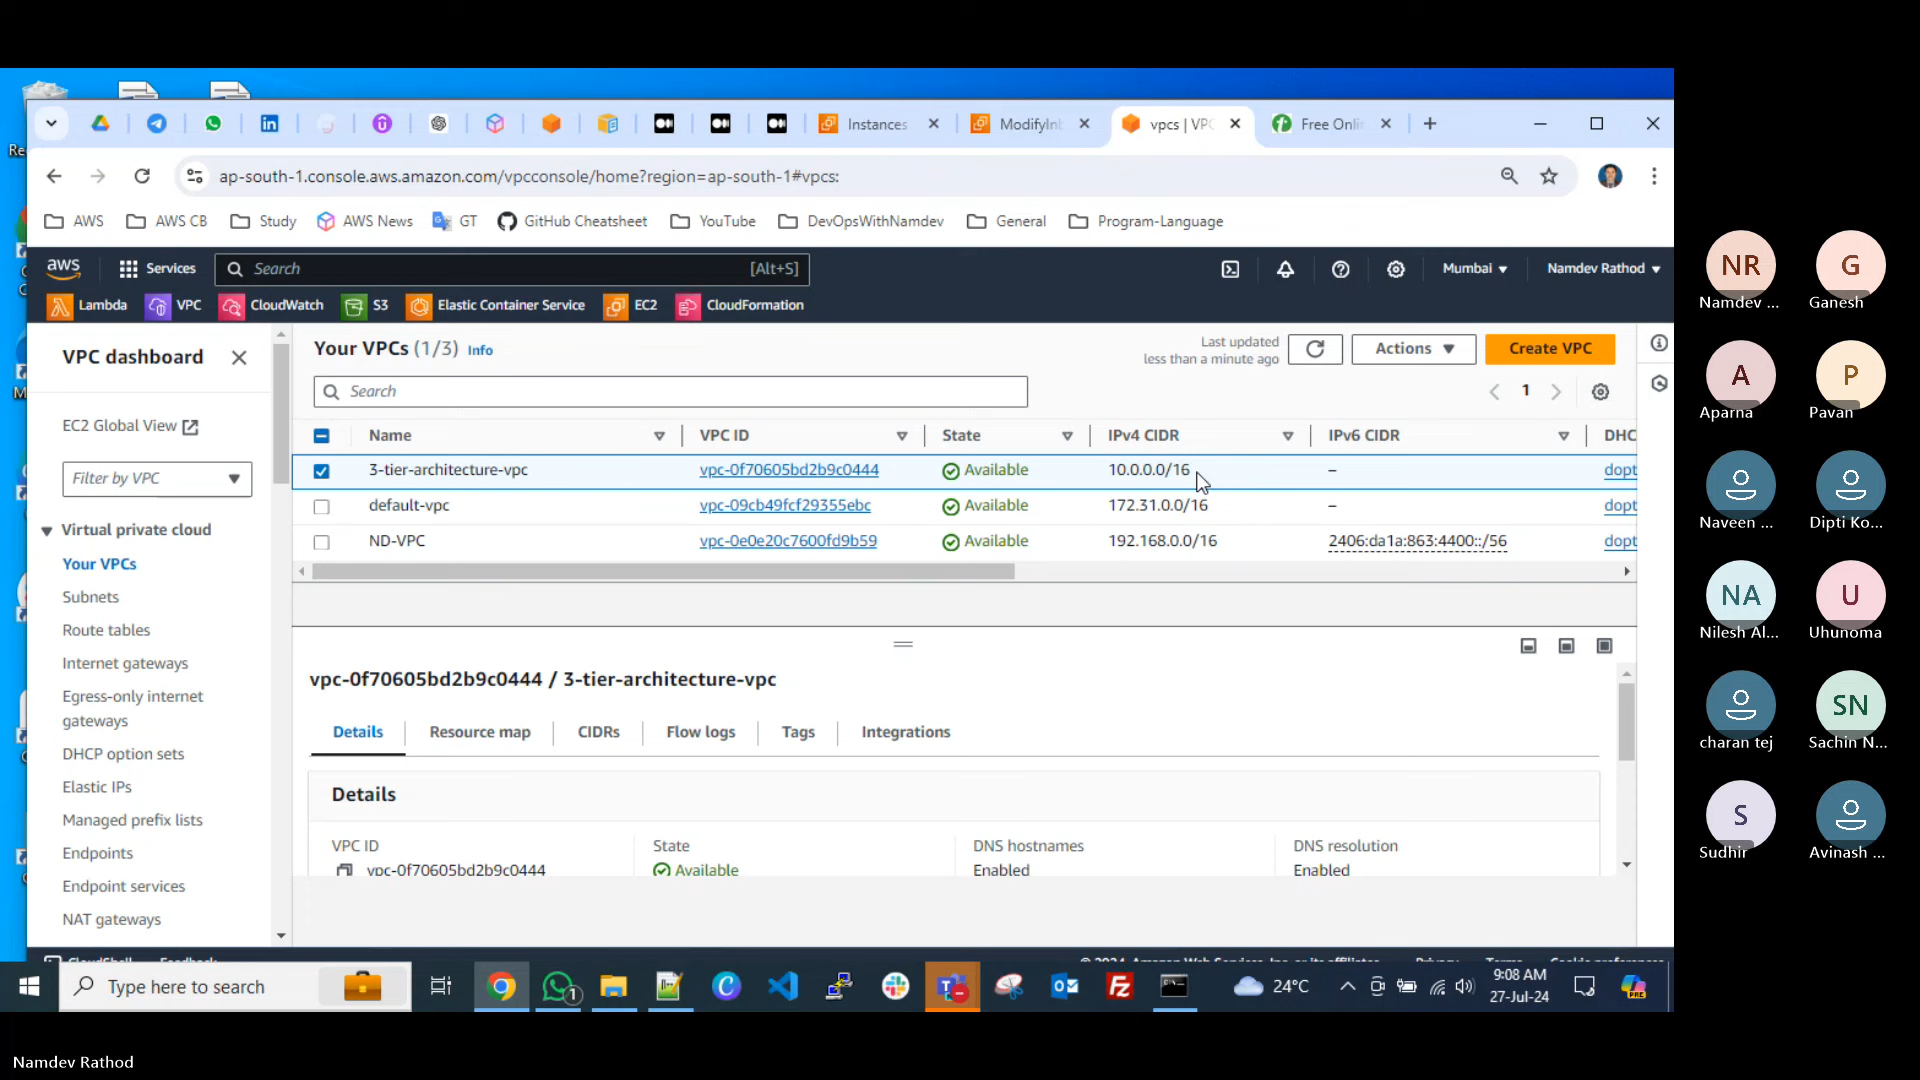 Instances
ModifyInb
vpcs | VPC
Free Onli
ap-south-1.console.aws.amazon.com/vpcconsole/home?region=ap-south-1#vpcs:
AWS
AWS CB
Study
AWS News
GT
GitHub Cheatsheet
YouTube
DevOpsWithNamdev
General
Program-Language
aws
Services
Search
[Alt+S]
Mumbai
Namdev Rathod
Lambda
VPC
CloudWatch
S3
Elastic Container Service
EC2
CloudFormation
VPC dashboard
EC2 Global View
Filter by VPC
Virtual private cloud
Your VPCs
Subnets
Route tables
Internet gateways
Egress-only internet
gateways
DHCP option sets
Elastic IPs
Managed prefix lists
Endpoints
Endpoint services
NAT gateways
Your VPCs (1/3) Info
Last updated
less than a minute ago
Actions
Create VPC
Search
1
Name VPC ID State IPv4 CIDR IPv6 CIDR DHC
3-tier-architecture-vpc vpc-0f70605bd2b9c0444 Available 10.0.0.0/16 – dopt
default-vpc vpc-09cb49fcf29355ebc Available 172.31.0.0/16 – dopt
ND-VPC vpc-0e0e20c7600fd9b59 Available 192.168.0.0/16 2406:da1a:863:4400::/56 dopt
vpc-0f70605bd2b9c0444 / 3-tier-architecture-vpc
Details
Resource map
CIDRs
Flow logs
Tags
Integrations
Details
VPC ID
vpc-0f70605bd2b9c0444
State
Available
DNS hostnames
Enabled
DNS resolution
Enabled
CloudShell
Feedback
Type here to search
1
24°C
9:08 AM
27-Jul-24
NR
Namdev ...
G
Ganesh
A
Aparna
P
Pavan
Naveen ...
Dipti Ko...
NA
Nilesh Al...
U
Uhunoma
charan tej
SN
Sachin N...
S
Sudhir
Avinash ...
Namdev Rathod